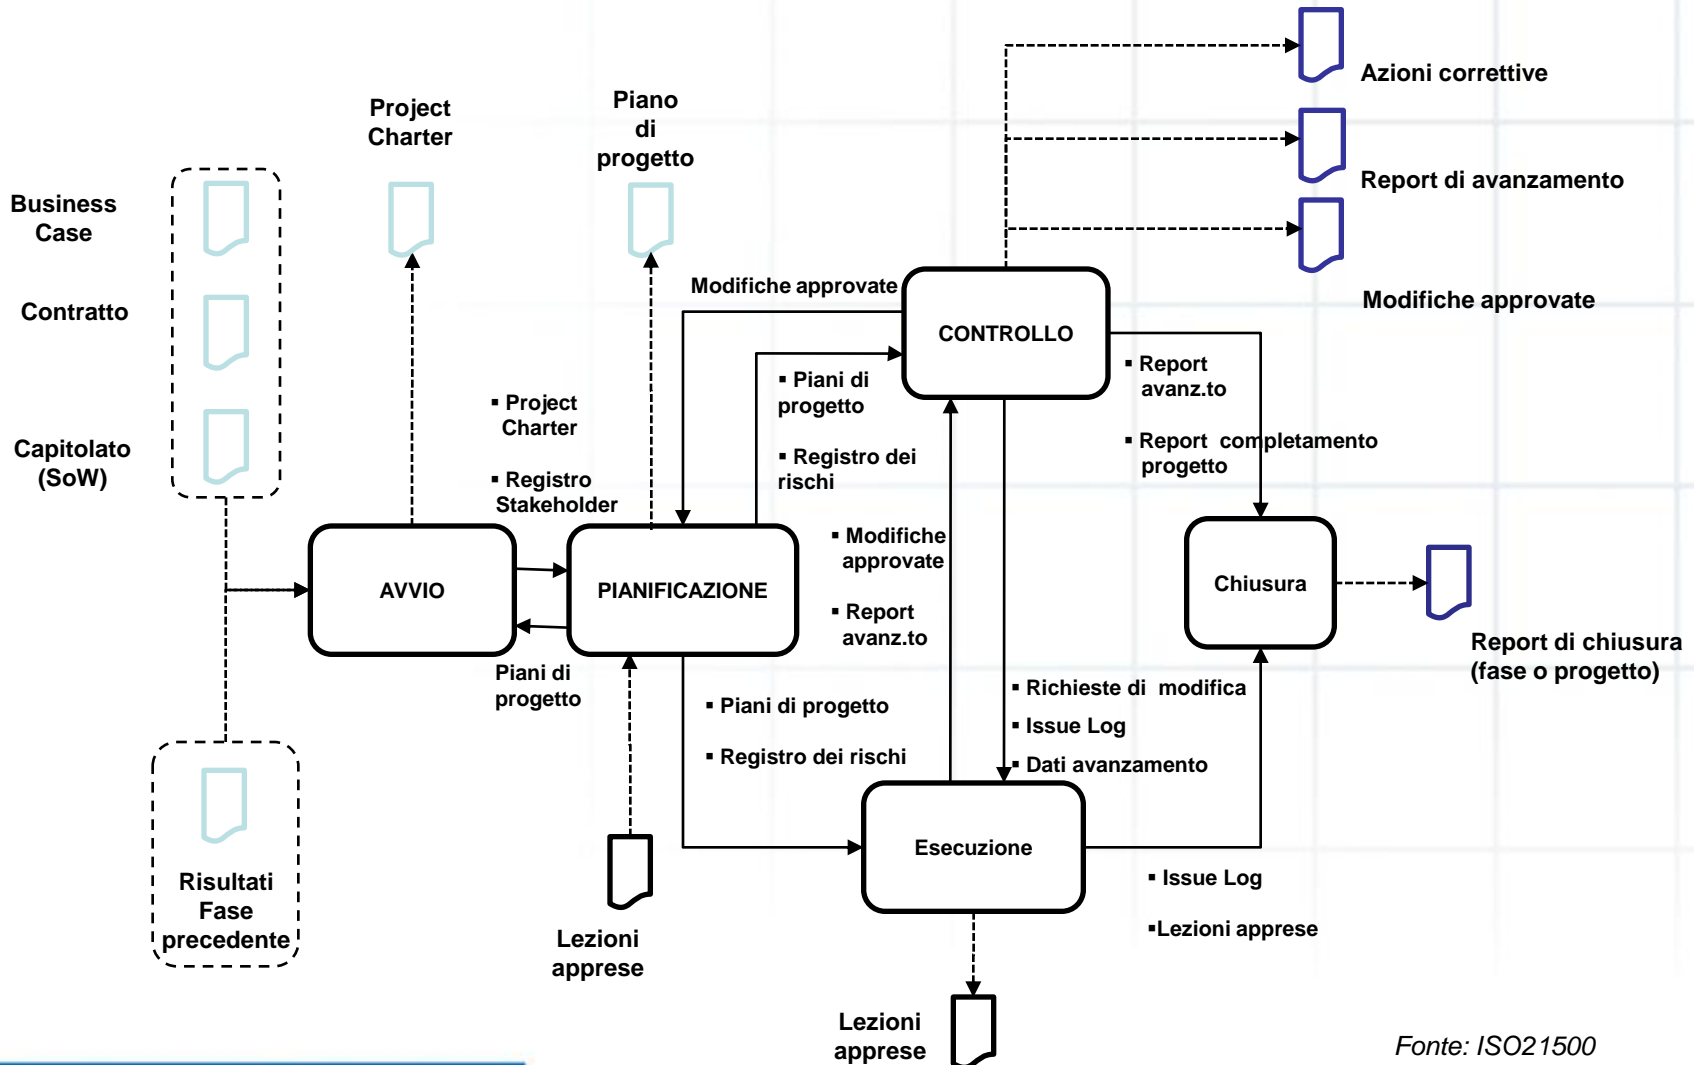 Azioni correttive
Project
Charter
Piano
di
progetto
Report di avanzamento
Business
Case
Modifiche approvate
Modifiche approvate
Contratto
CONTROLLO
▪ Report
avanz.to
▪ Piani di
progetto
▪ Project
Charter
▪ Report completamento
progetto
Capitolato
(SoW)
▪ Registro dei
rischi
▪ Registro
Stakeholder
▪ Modifiche
approvate
AVVIO
PIANIFICAZIONE
Chiusura
▪ Report
avanz.to
Report di chiusura
(fase o progetto)
Piani di
progetto
▪ Richieste di modifica
▪ Piani di progetto
▪ Issue Log
▪ Registro dei rischi
▪ Dati avanzamento
Esecuzione
Risultati
Fase
precedente
▪ Issue Log
▪Lezioni apprese
Lezioni
apprese
Lezioni
apprese
Fonte: ISO21500